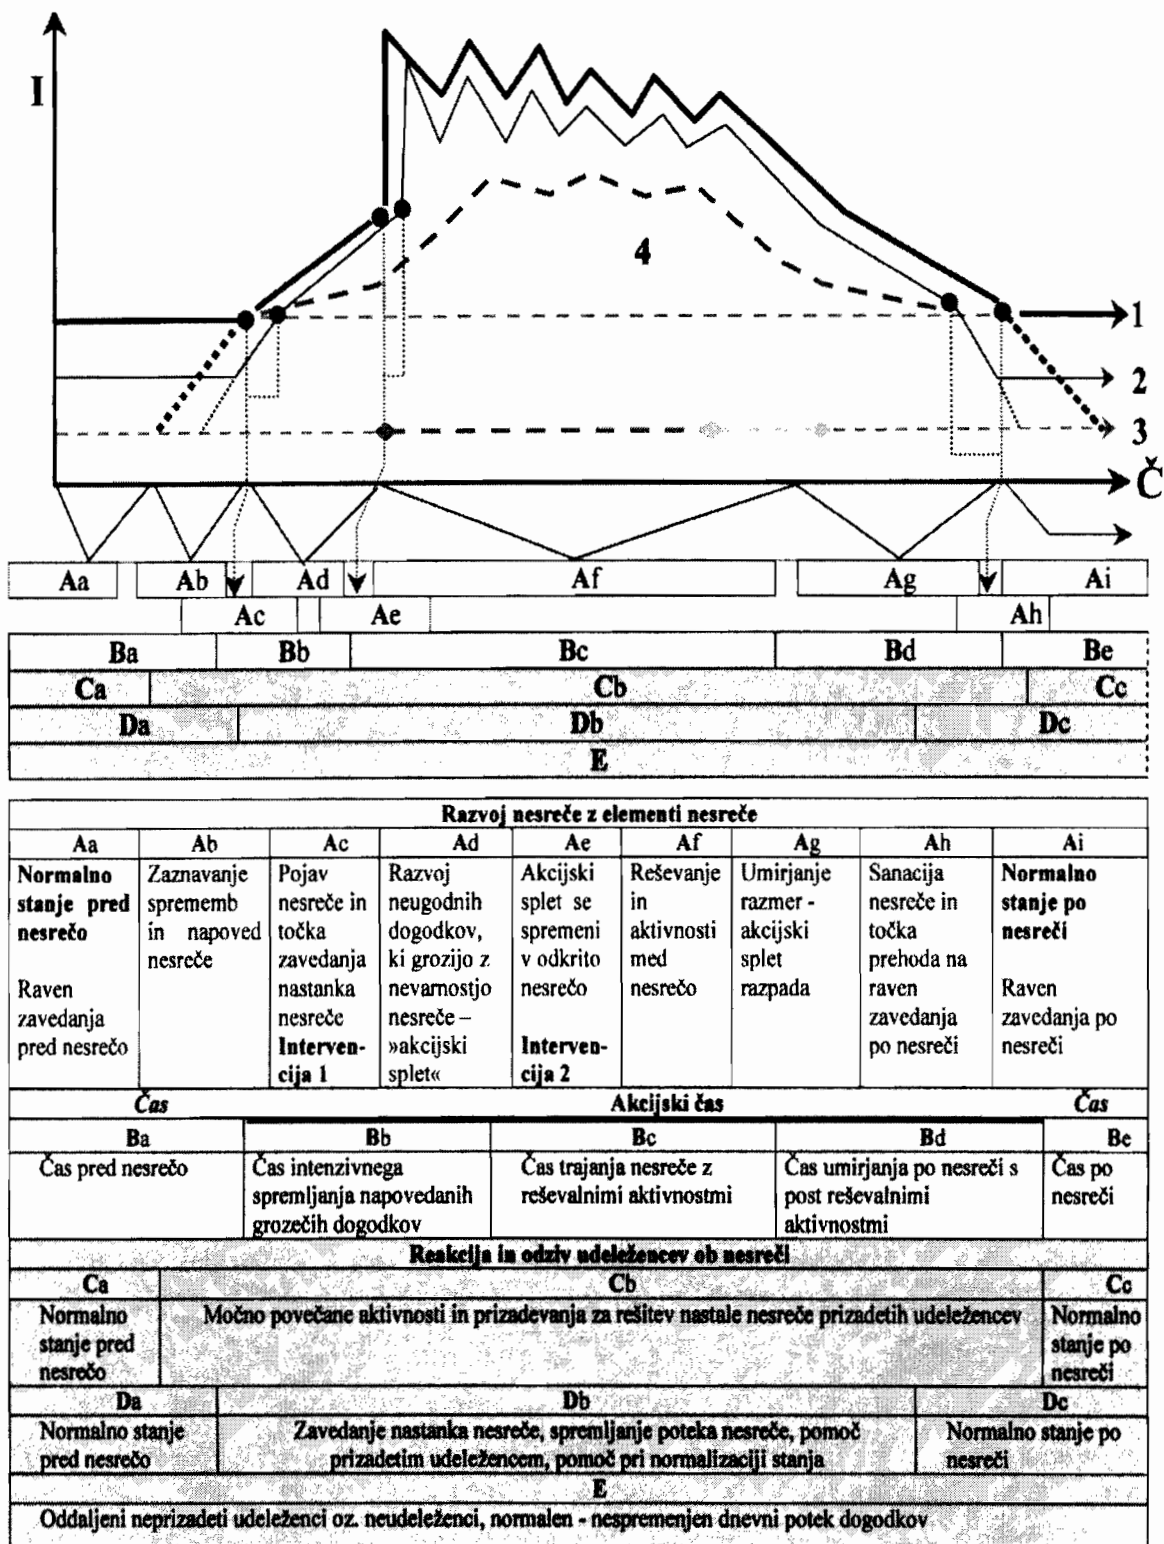 I
4
1
2
3
Č
Aa Ab Ad Af Ag Ai
Ac Ae Ah
Ba Bb Bc Bd Be
Ca Cb Cc
Da Db Dc
E
Razvoj nesreče z elementi nesreče
Aa Ab Ac Ad Ae Af Ag Ah Ai
Normalno
stanje pred
nesrečo
Raven
zavedanja
pred nesrečo
Zaznavanje
sprememb
in napoved
nesreče
Pojav
nesreče in
točka
zavedanja
nastanka
nesreče
Interven-
cija 1
Razvoj
neugodnih
dogodkov,
ki grozijo z
nevarnostjo
nesreče –
»akcijski
splet«
Akcijski
splet se
spremeni
v odkrito
nesrečo
Interven-
cija 2
Reševanje
in
aktivnosti
med
nesrečo
Umirjanje
razmer -
akcijski
splet
razpada
Sanacija
nesreče in
točka
prehoda na
raven
zavedanja
po nesreči
Normalno
stanje po
nesreči
Raven
zavedanja po
nesreči
Čas Akcijski čas Čas
Ba Bb Bc Bd Be
Čas pred nesrečo
Čas intenzivnega
spremljanja napovedanih
grozečih dogodkov
Čas trajanja nesreče z
reševalnimi aktivnostmi
Čas umirjanja po nesreči s
post reševalnimi
aktivnostmi
Čas po
nesreči
Reakcija in odziv udeležencev ob nesreči
Ca Cb Cc
Normalno
stanje pred
nesrečo
Močno povečane aktivnosti in prizadevanja za rešitev nastale nesreče prizadetih udeležencev
Normalno
stanje po
nesreči
Da Db Dc
Normalno stanje
pred nesrečo
Zavedanje nastanka nesreče, spremljanje poteka nesreče, pomoč
prizadetim udeležencem, pomoč pri normalizaciji stanja
Normalno stanje po
nesreči
E
Oddaljeni neprizadeti udeleženci oz. neudeleženci, normalen - nespremenjen dnevni potek dogodkov